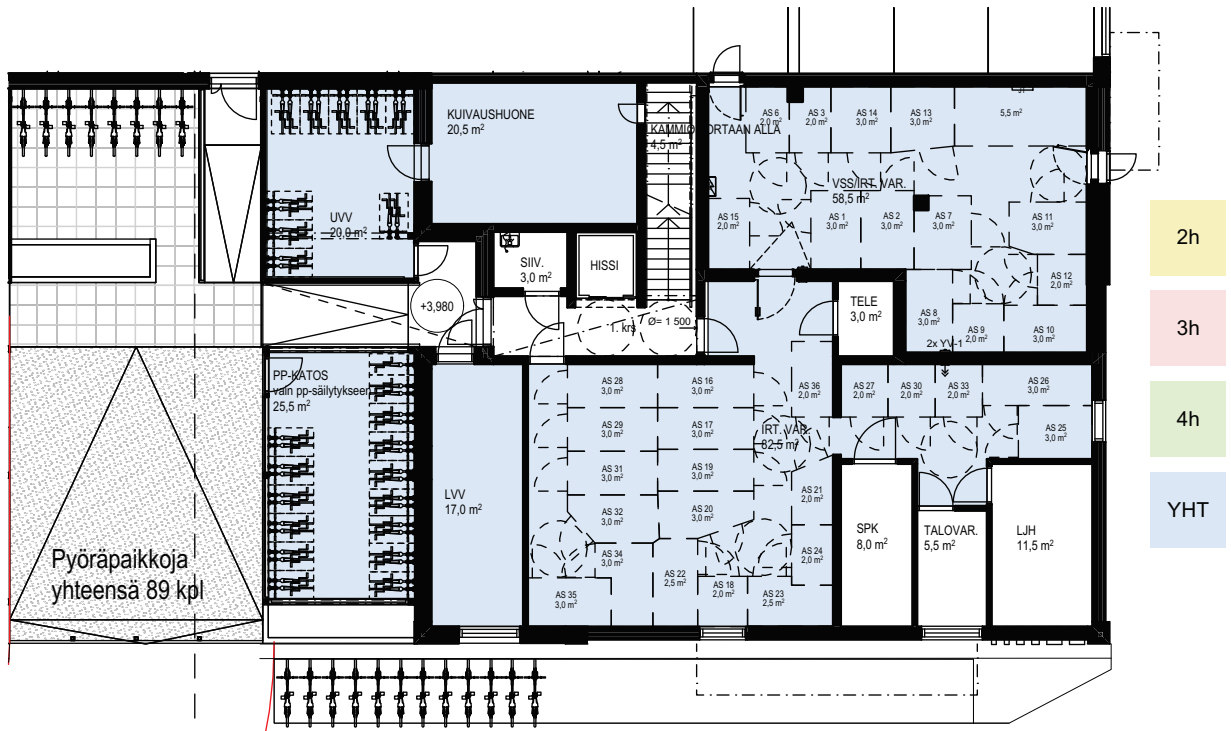 KUIVAUSHUONE
20,5 m²
KAMMIO PORTAAN ALLA
4,5 m²
AS 6
2,0 m²
AS 3
2,0 m²
AS 14
3,0 m²
AS 13
3,0 m²
5,5 m²
VSS/IRT. VAR.
58,5 m²
AS 15
2,0 m²
AS 1
3,0 m²
AS 2
3,0 m²
AS 7
3,0 m²
AS 11
3,0 m²
AS 12
2,0 m²
AS 8
3,0 m²
AS 9
2,0 m²
AS 10
3,0 m²
2x YV-1
UVV
20,0 m²
SIIV.
3,0 m²
HISSI
TELE
3,0 m²
+3,980
1. krs
Ø= 1 500
PP-KATOS
vain pp-säilytykseen
25,5 m²
LVV
17,0 m²
AS 28
3,0 m²
AS 16
3,0 m²
AS 36
2,0 m²
AS 27
2,0 m²
AS 30
2,0 m²
AS 33
2,0 m²
AS 26
3,0 m²
AS 29
3,0 m²
AS 17
3,0 m²
IRT. VAR.
82,5 m²
AS 25
3,0 m²
AS 31
3,0 m²
AS 19
3,0 m²
AS 21
2,0 m²
AS 32
3,0 m²
AS 20
3,0 m²
AS 34
3,0 m²
AS 24
2,0 m²
AS 22
2,5 m²
AS 18
2,0 m²
AS 23
2,5 m²
AS 35
3,0 m²
SPK
8,0 m²
TALOVAR.
5,5 m²
LJH
11,5 m²
Pyöräpaikkoja
yhteensä 89 kpl
2h
3h
4h
YHT